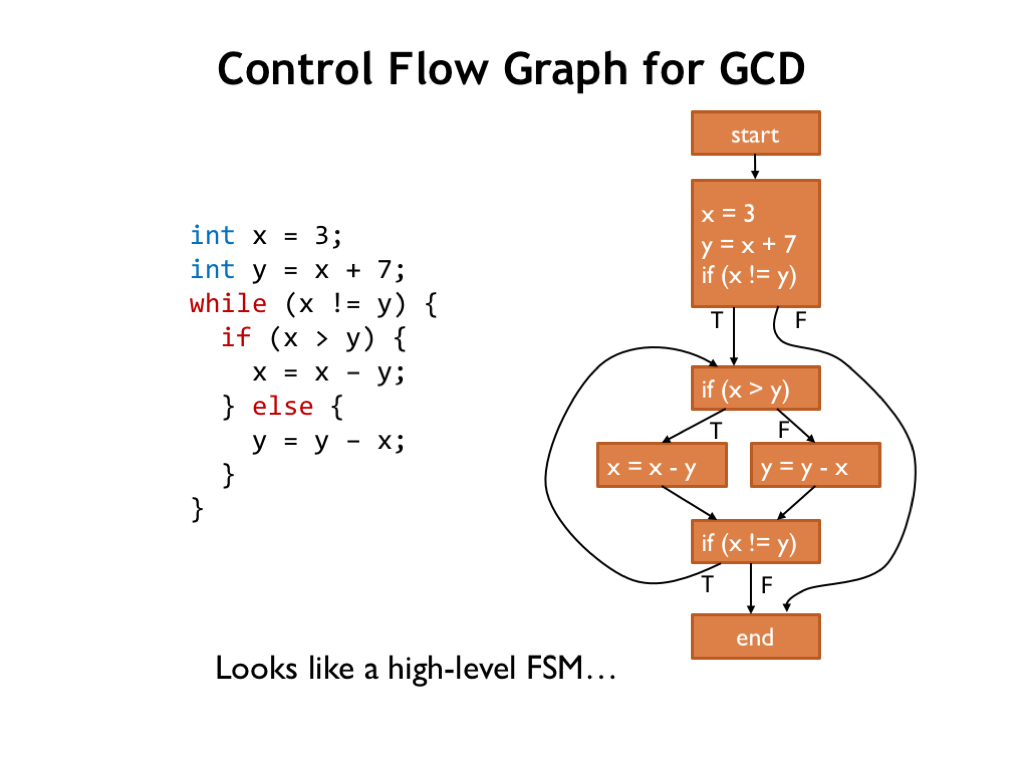 Control Flow Graph for GCD
int x = 3;
int y = x + 7;
while (x != y) {
if (x > y) {
x = x – y;
} else {
y = y – x;
}
}
start
x = 3
y = x + 7
if (x != y)
T
F
if (x > y)
T
F
x = x - y
y = y - x
if (x != y)
T
F
end
Looks like a high-level FSM…